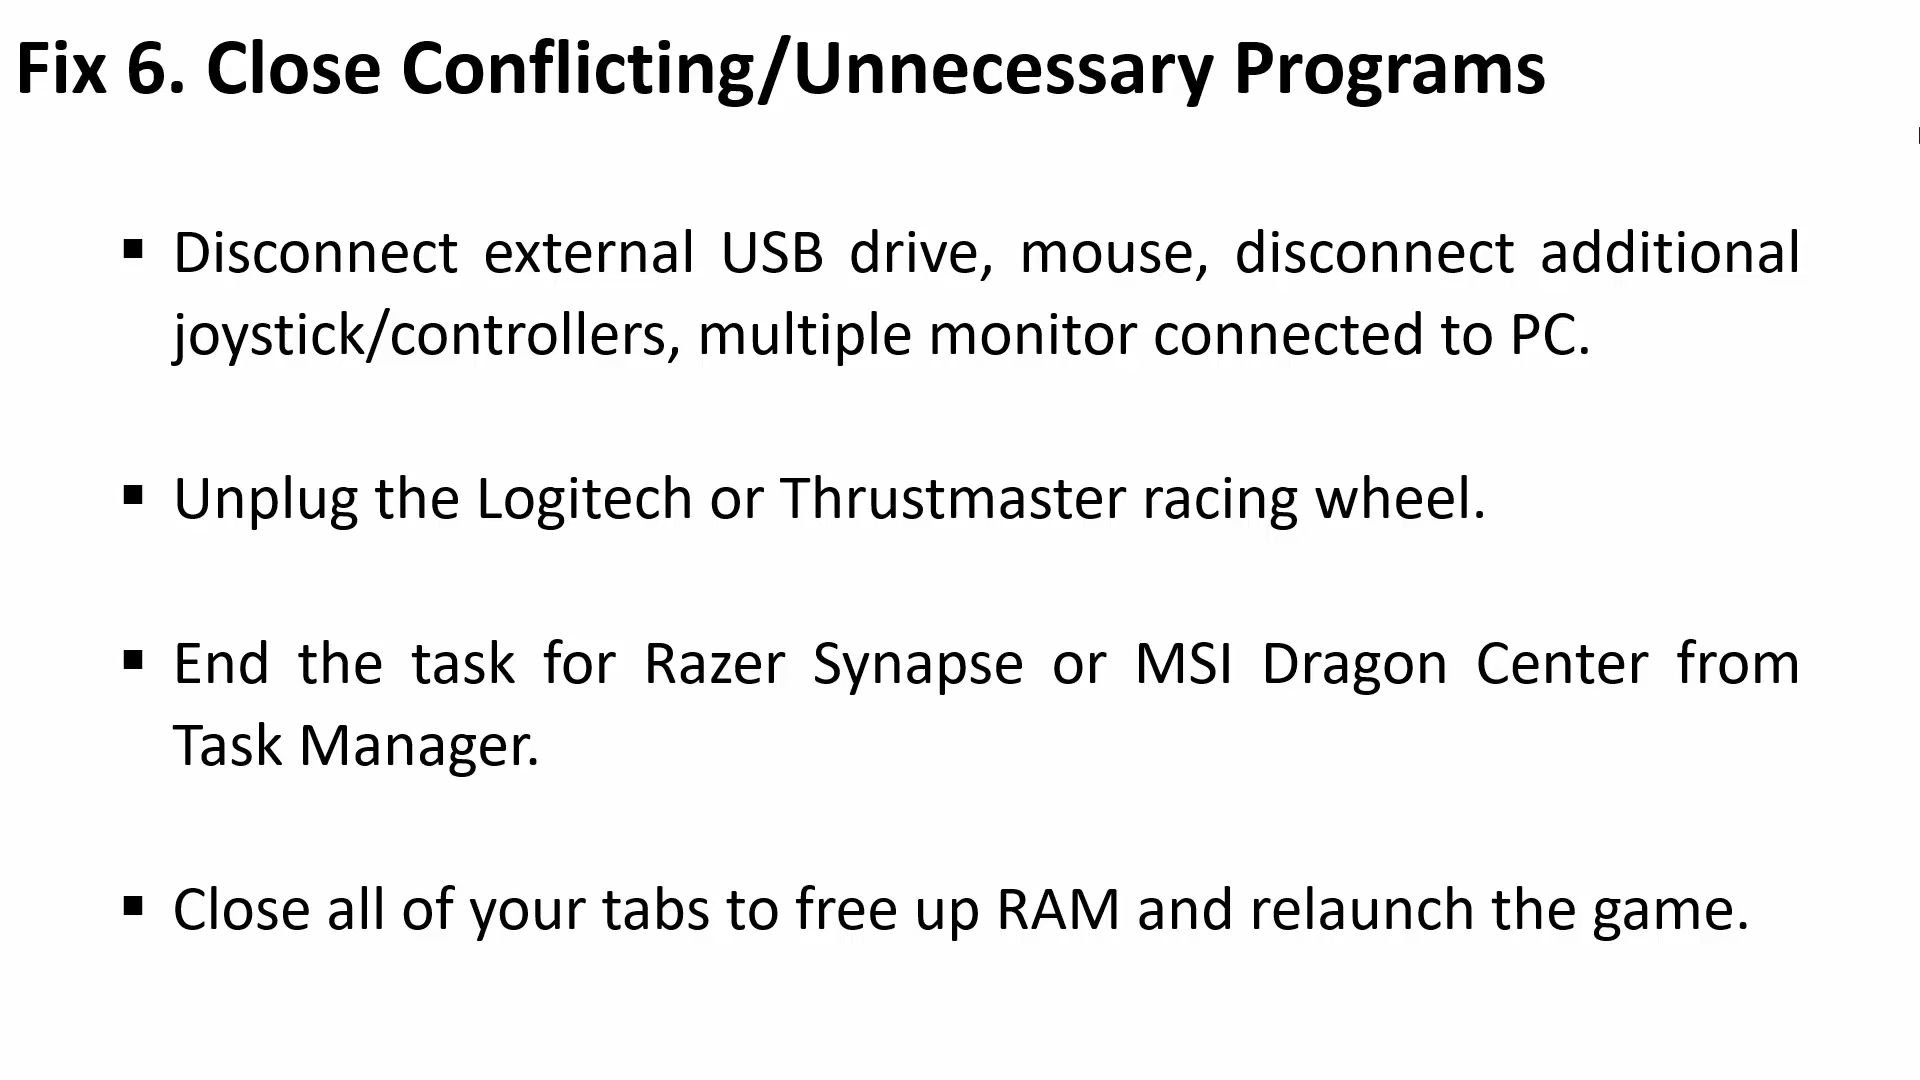 Fix 6. Close Conflicting/Unnecessary Programs
▪ Disconnect external USB drive, mouse, disconnect additional
joystick/controllers, multiple monitor connected to PC.
▪ Unplug the Logitech or Thrustmaster racing wheel.
▪ End the task for Razer Synapse or MSI Dragon Center from
Task Manager.
▪ Close all of your tabs to free up RAM and relaunch the game.